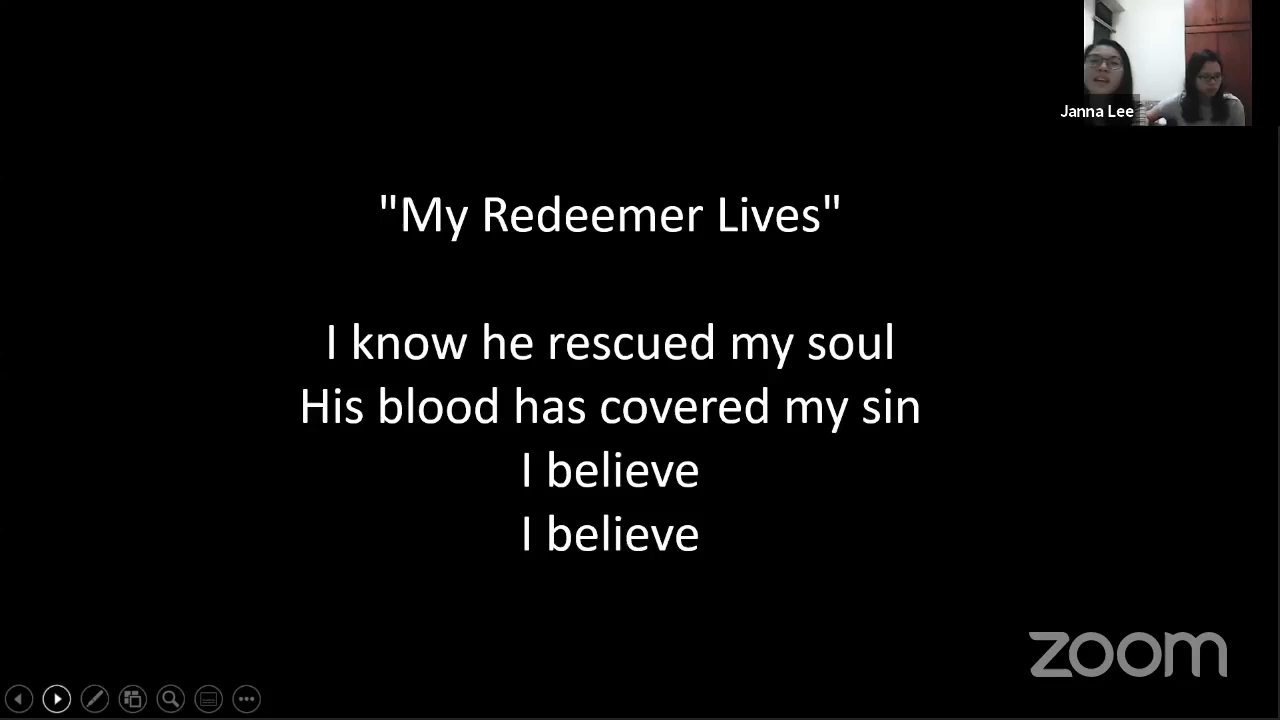 Janna Lee
"My Redeemer Lives"
I know he rescued my soul
His blood has covered my sin
I believe
I believe
zoom